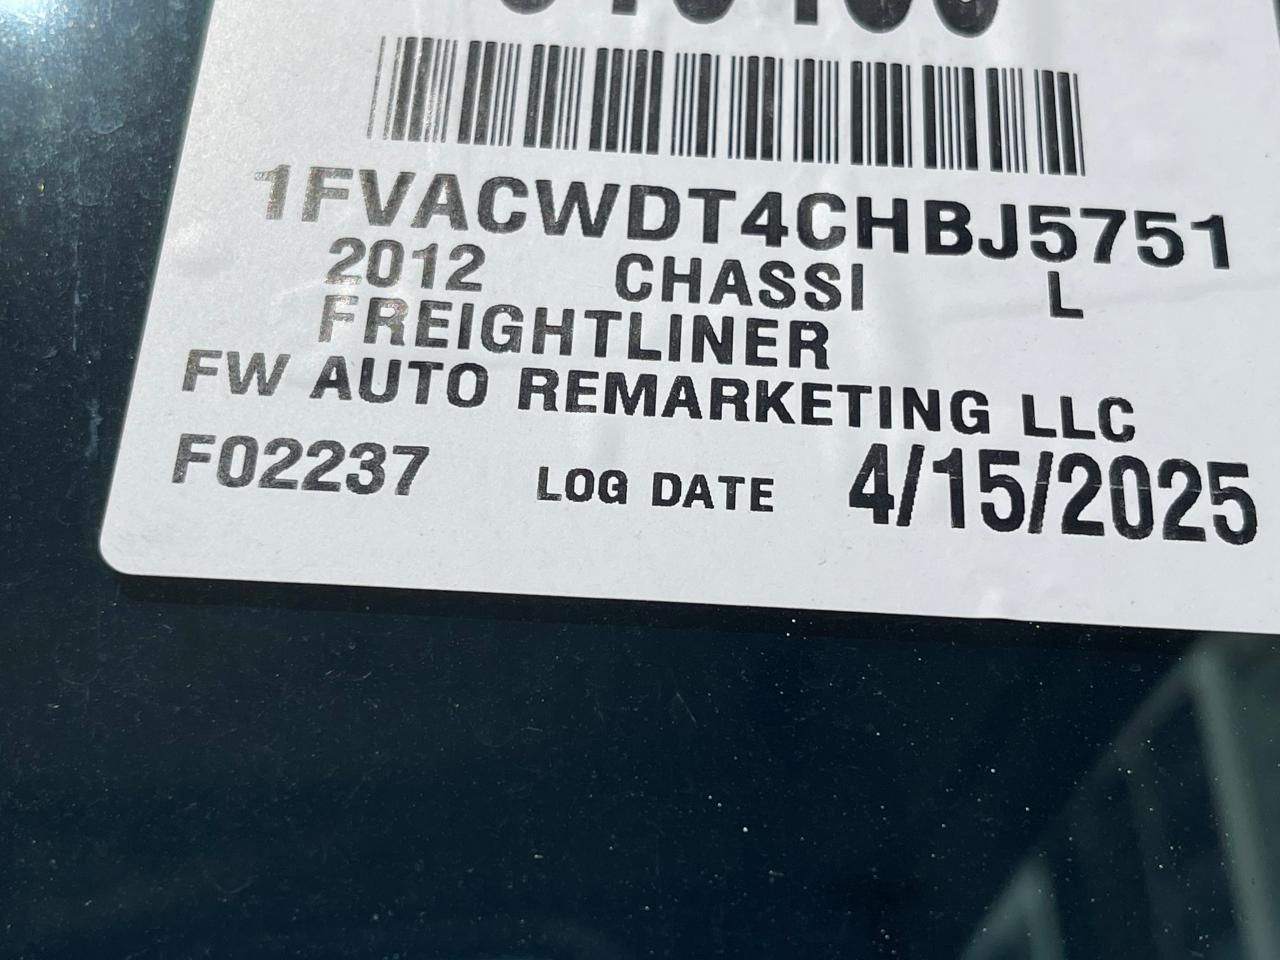 1FVACWDT4CHBJ5751
2012 CHASSI L
FREIGHTLINER
FW AUTO REMARKETING LLC
F02237 LOG DATE 4/15/2025